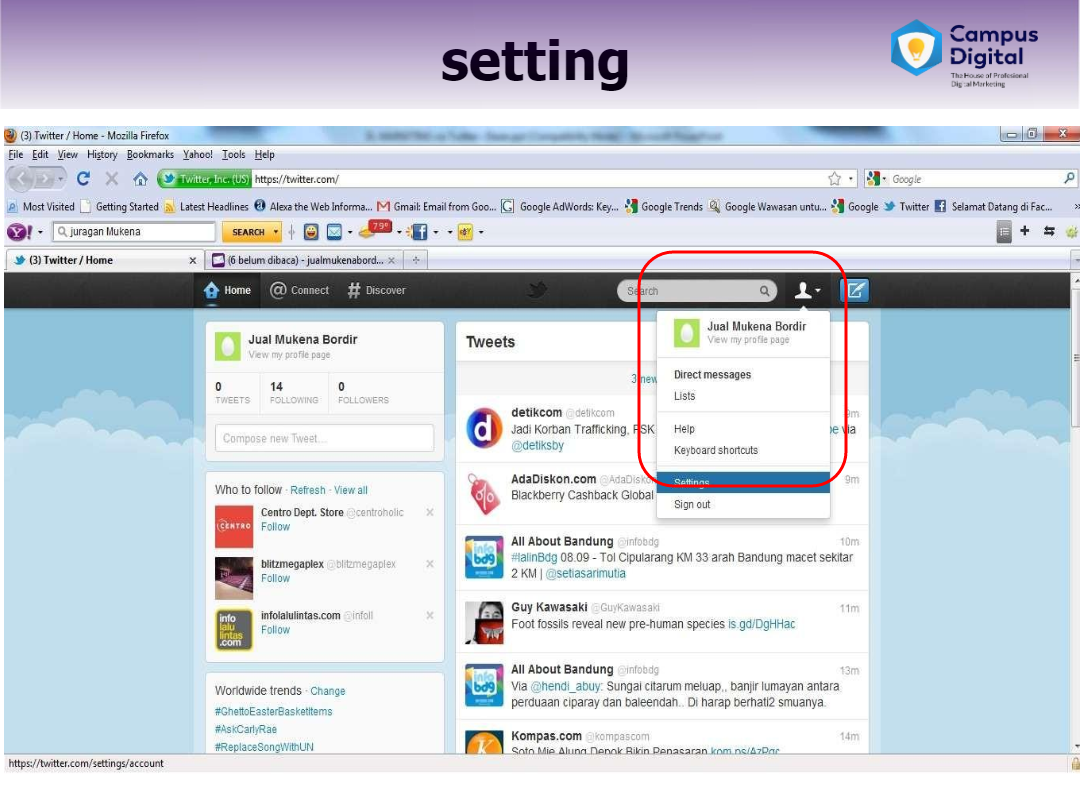 setting
Campus
Digital
The House of Profesional
Digital Marketing
(3) Twitter / Home - Mozilla Firefox
File Edit View History Bookmarks Yahoo! Tools Help
Twitter, Inc. (US) https://twitter.com/
Google
Most Visited Getting Started Latest Headlines Alexa the Web Informa... Gmail: Email from Goo... Google AdWords: Key... Google Trends Google Wawasan untu... Google Twitter Selamat Datang di Fac... »
juragan Mukena SEARCH 79°
(3) Twitter / Home × (6 belum dibaca) - jualmukenabord... ×
Home Connect Discover Search
Jual Mukena Bordir
View my profile page
0 14 0
TWEETS FOLLOWING FOLLOWERS
Compose new Tweet...
Who to follow · Refresh · View all
Centro Dept. Store @centroholic
CENTRO
Follow
blitzmegaplex @blitzmegaplex
Follow
infolalulintas.com @infoll
info
lalu
lintas
.com
Follow
Worldwide trends · Change
#GhettoEasterBasketItems
#AskCarlyRae
#ReplaceSongWithUN
Tweets
3 new
detikcom @detikcom
Jadi Korban Trafficking, PSK via
@detiksby
AdaDiskon.com 9m
Blackberry Cashback Global
All About Bandung @infobdg 10m
info
bdg
#lalinBdg 08.09 - Tol Cipularang KM 33 arah Bandung macet sekitar
2 KM | @setiasarimutia
Guy Kawasaki @GuyKawasaki 11m
Foot fossils reveal new pre-human species is.gd/DgHHac
All About Bandung @infobdg 13m
info
bdg
Via @hendi_abuy: Sungai citarum meluap,, banjir lumayan antara
perduaan ciparay dan baleendah.. Di harap berhati2 smuanya.
Kompas.com @kompascom 14m
Soto Mie Alung Depok Bikin Penasaran
Jual Mukena Bordir
View my profile page
Direct messages
Lists
Help
Keyboard shortcuts
Settings
Sign out
https://twitter.com/settings/account